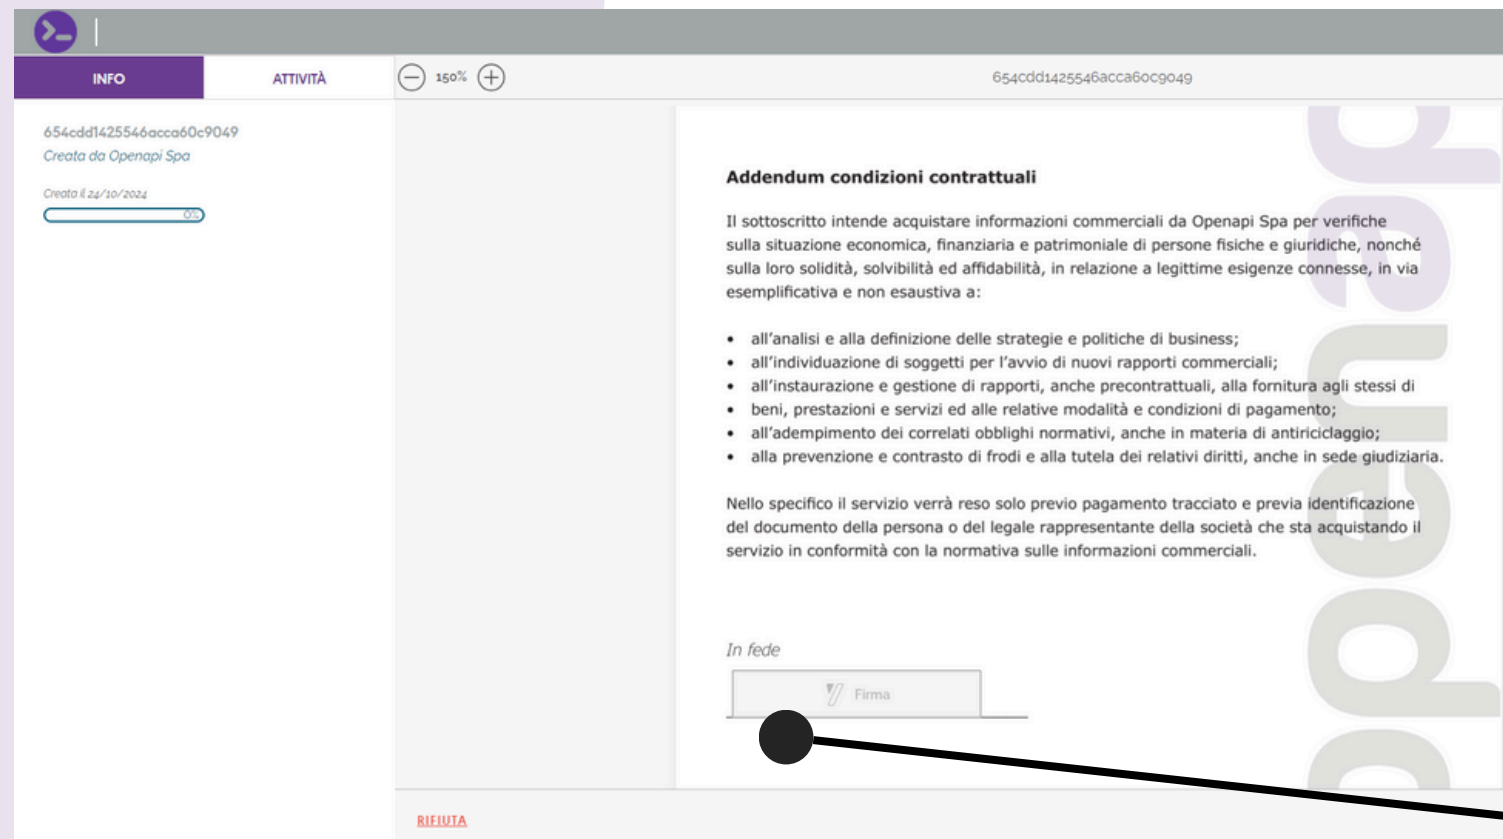 INFO
ATTIVITÀ
150%
654cdd1425546acca60c9049
654cdd1425546acca60c9049
Creata da Openapi Spa
Creata il 24/10/2024
0%
Addendum condizioni contrattuali
Il sottoscritto intende acquistare informazioni commerciali da Openapi Spa per verifiche
sulla situazione economica, finanziaria e patrimoniale di persone fisiche e giuridiche, nonché
sulla loro solidità, solvibilità ed affidabilità, in relazione a legittime esigenze connesse, in via
esemplificativa e non esaustiva a:
• all'analisi e alla definizione delle strategie e politiche di business;
• all'individuazione di soggetti per l'avvio di nuovi rapporti commerciali;
• all'instaurazione e gestione di rapporti, anche precontrattuali, alla fornitura agli stessi di
• beni, prestazioni e servizi ed alle relative modalità e condizioni di pagamento;
• all'adempimento dei correlati obblighi normativi, anche in materia di antiriciclaggio;
• alla prevenzione e contrasto di frodi e alla tutela dei relativi diritti, anche in sede giudiziaria.
Nello specifico il servizio verrà reso solo previo pagamento tracciato e previa identificazione
del documento della persona o del legale rappresentante della società che sta acquistando il
servizio in conformità con la normativa sulle informazioni commerciali.
In fede
Firma
RIFIUTA
openap